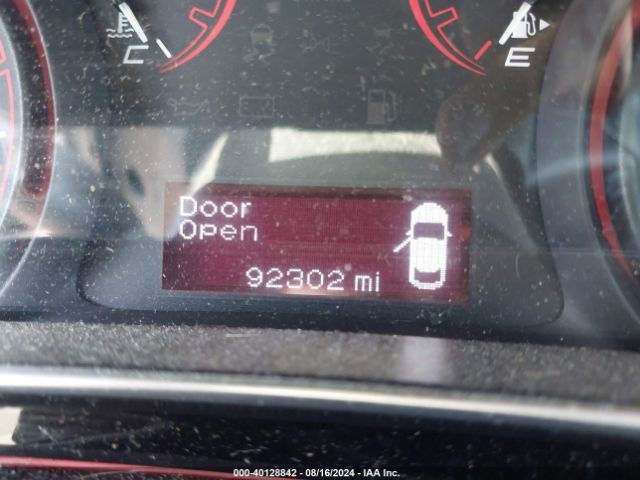 C
E
Door
Open
92302 mi
000-40128842 - 08/16/2024 - IAA Inc.